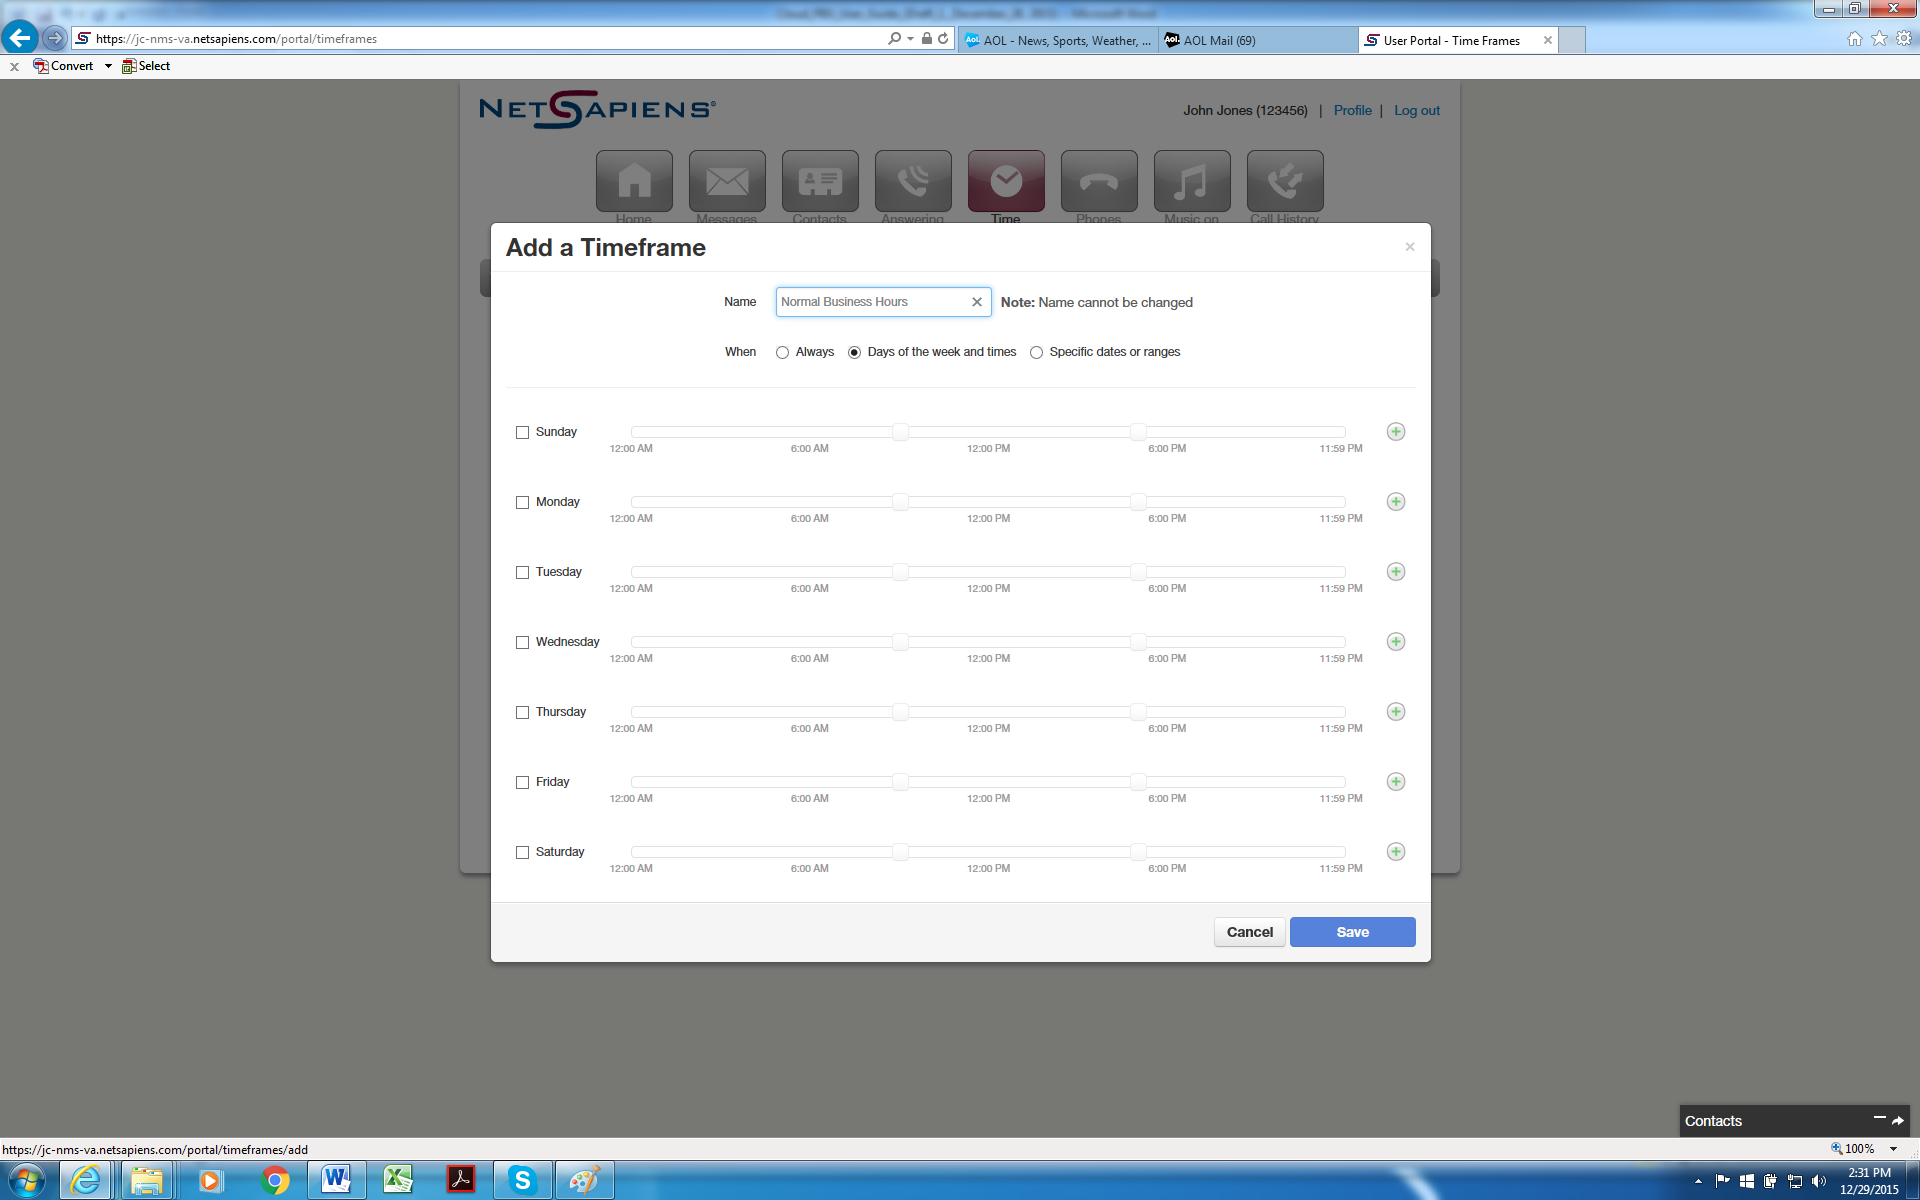 https://jc-nms-va.netsapiens.com/portal/timeframes
AOL - News, Sports, Weather, ...
AOL Mail (69)
User Portal - Time Frames
Convert
Select
NETSAPIENS
John Jones (123456) | Profile | Log out
Home
Messages
Contacts
Answering
Time
Phones
Music on
Call History
Add a Timeframe
Name
Normal Business Hours
Note: Name cannot be changed
When
Always
Days of the week and times
Specific dates or ranges
Sunday
12:00 AM 6:00 AM 12:00 PM 6:00 PM 11:59 PM
Monday
12:00 AM 6:00 AM 12:00 PM 6:00 PM 11:59 PM
Tuesday
12:00 AM 6:00 AM 12:00 PM 6:00 PM 11:59 PM
Wednesday
12:00 AM 6:00 AM 12:00 PM 6:00 PM 11:59 PM
Thursday
12:00 AM 6:00 AM 12:00 PM 6:00 PM 11:59 PM
Friday
12:00 AM 6:00 AM 12:00 PM 6:00 PM 11:59 PM
Saturday
12:00 AM 6:00 AM 12:00 PM 6:00 PM 11:59 PM
Cancel
Save
Contacts
https://jc-nms-va.netsapiens.com/portal/timeframes/add
100%
2:31 PM
12/29/2015